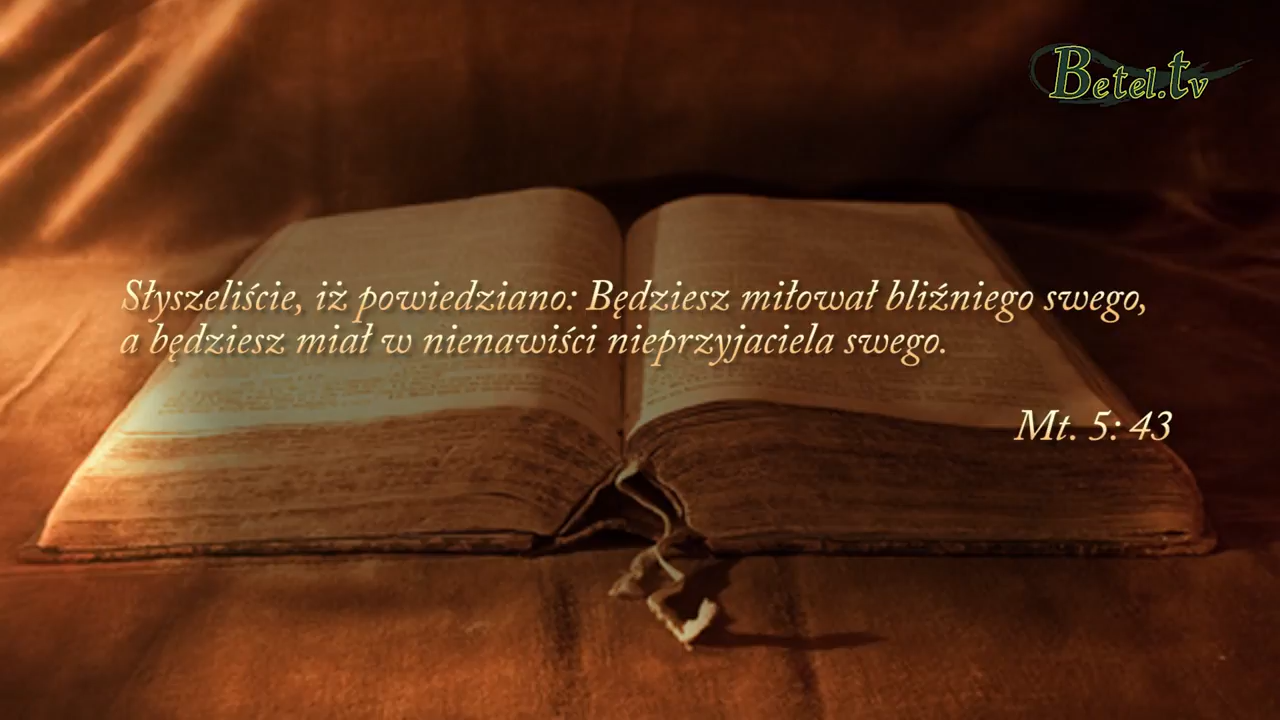 Betel.tv
Słyszeliście, iż powiedziano: Będziesz miłował bliźniego swego,
a będziesz miał w nienawiści nieprzyjaciela swego.
Mt. 5: 43